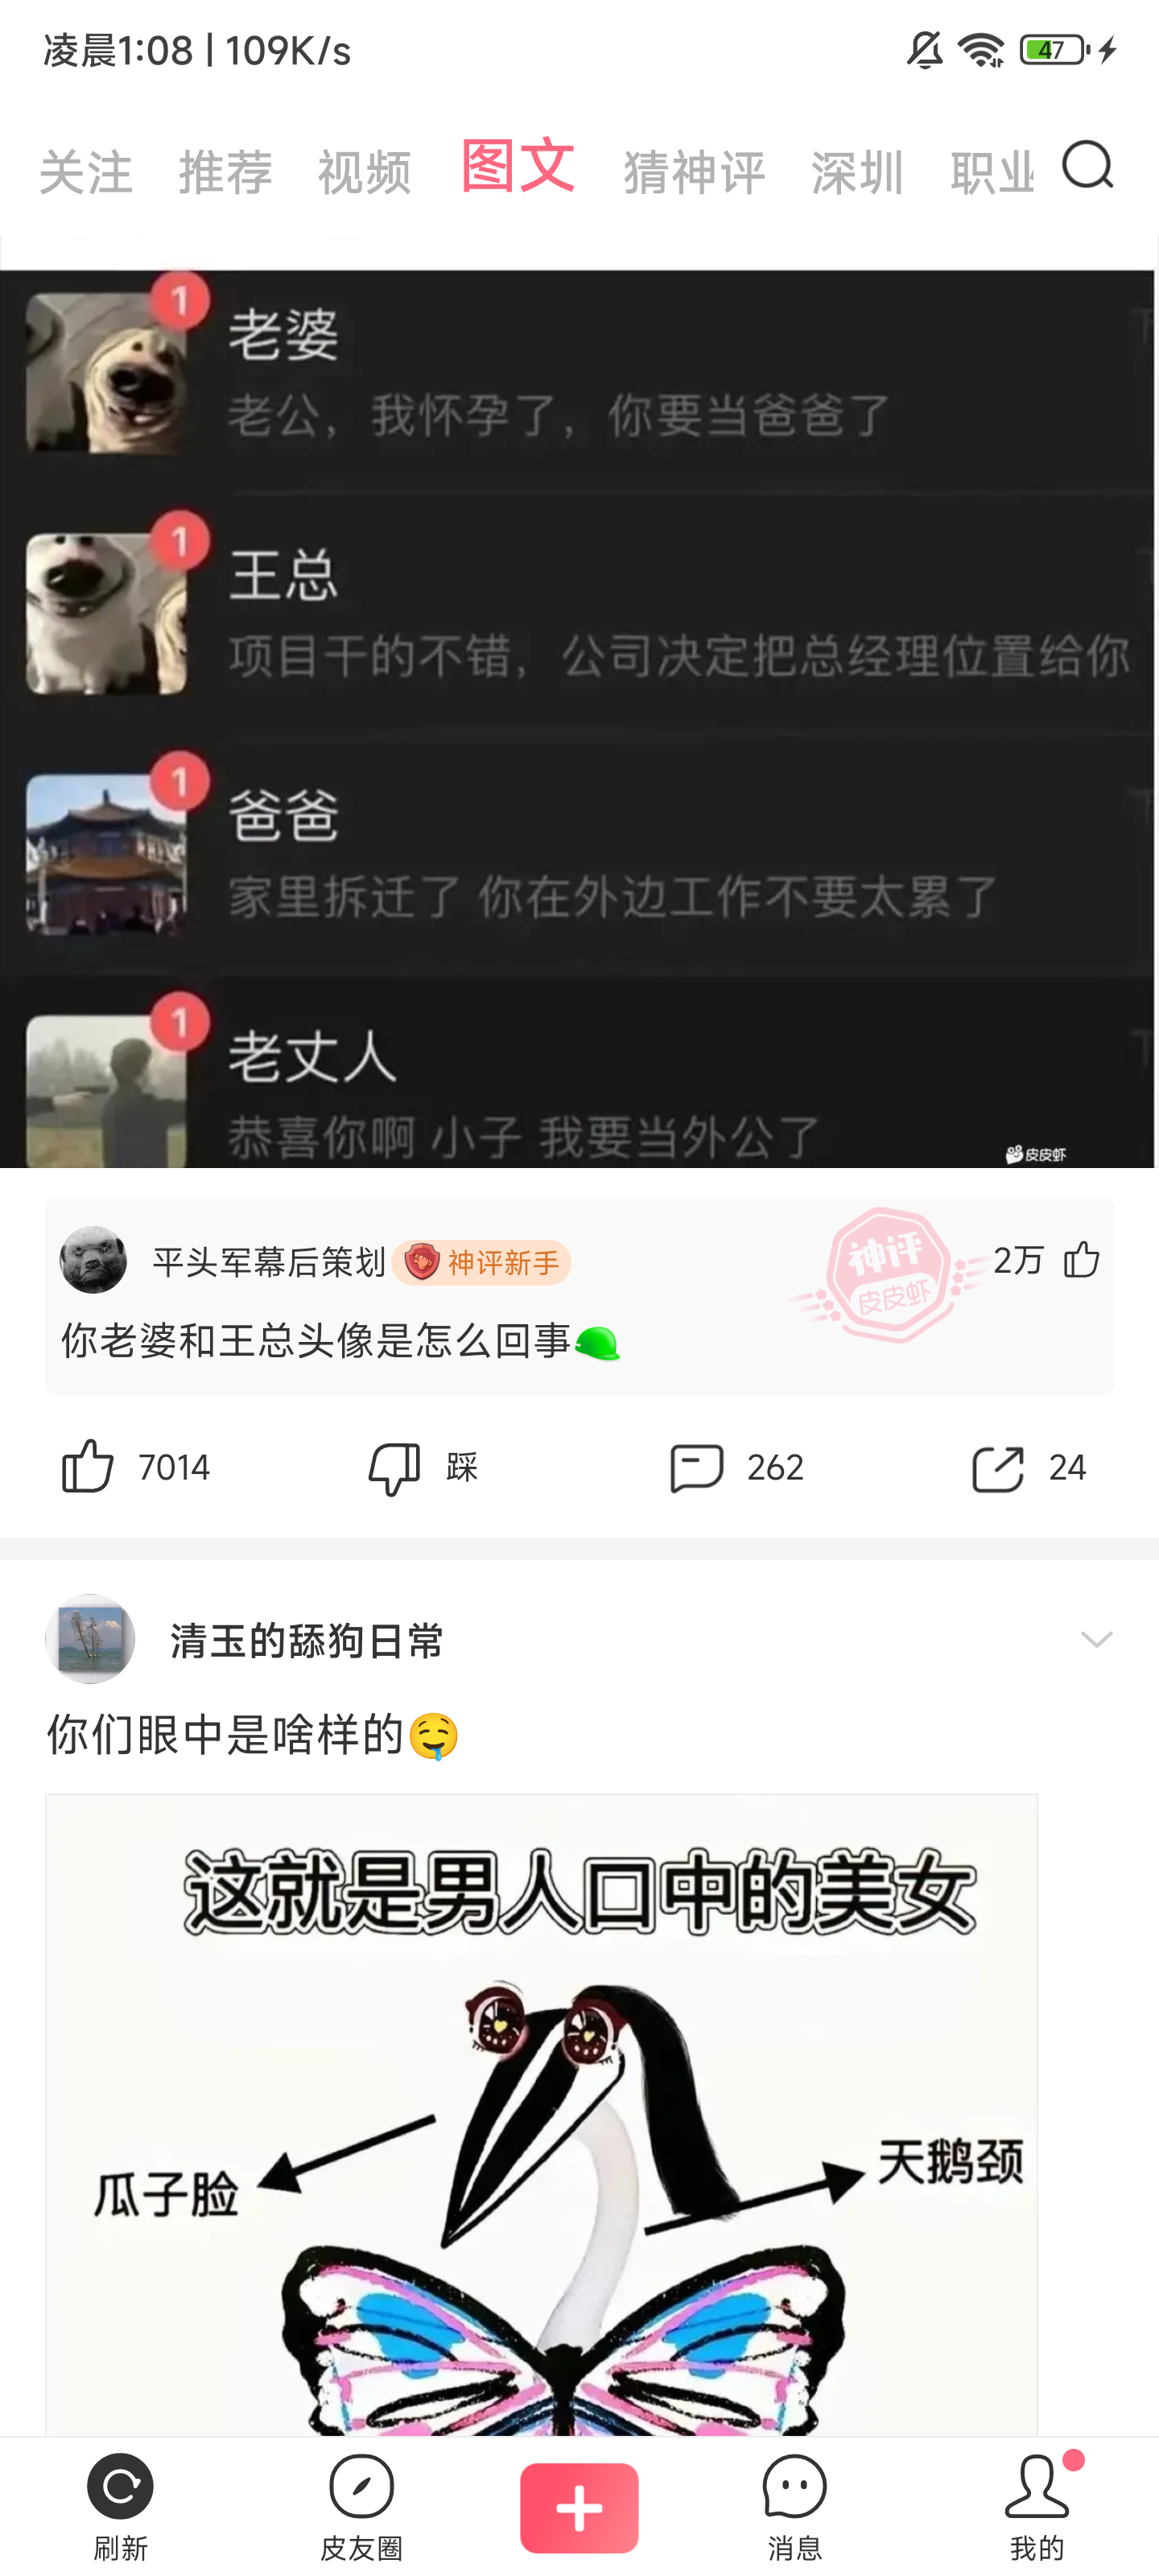 凌晨1:08 | 109K/s
47
关注 推荐 视频 图文 猜神评 深圳 职业
1
老婆
老公，我怀孕了，你要当爸爸了
1
王总
项目干的不错，公司决定把总经理位置给你
1
爸爸
家里拆迁了 你在外边工作不要太累了
1
老丈人
恭喜你啊 小子 我要当外公了
皮皮虾
平头军幕后策划 神评新手 神评 皮皮虾 2万
你老婆和王总头像是怎么回事
7014 踩 262 24
清玉的舔狗日常
你们眼中是啥样的🤤
这就是男人口中的美女
瓜子脸
天鹅颈
刷新 皮友圈 消息 我的